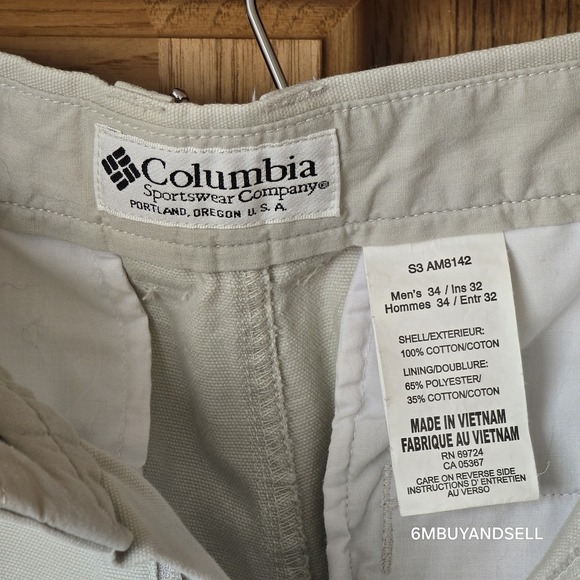 Columbia
Sportswear Company®
PORTLAND, OREGON U.S.A.
S3 AM8142
Men's 34 / Ins 32
Hommes 34 / Entr 32
SHELL/EXTERIEUR:
100% COTTON/COTON
LINING/DOUBLURE:
65% POLYESTER/
35% COTTON/COTON
MADE IN VIETNAM
FABRIQUE AU VIETNAM
RN 69724
CA 05367
CARE ON REVERSE SIDE
INSTRUCTIONS D'ENTRETIEN
AU VERSO
6MBUYANDSELL